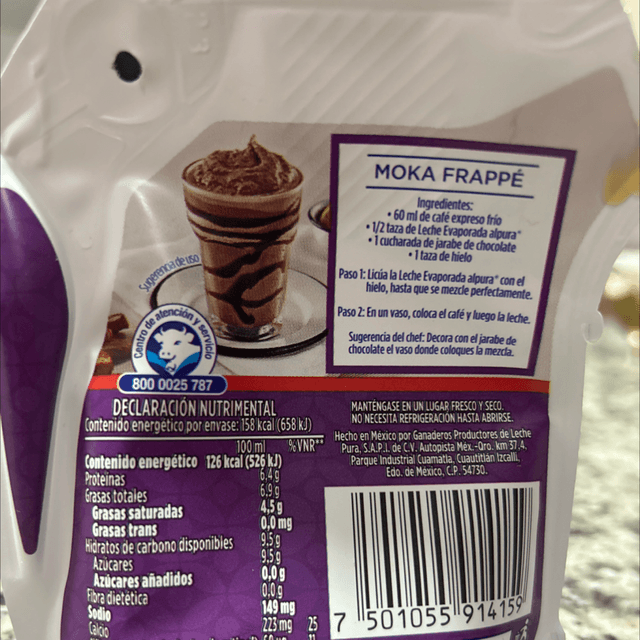 MOKA FRAPPÉ
Ingredientes:
• 60 ml de café expreso frío
• 1/2 taza de Leche Evaporada alpura*
• 1 cucharada de jarabe de chocolate
• 1 taza de hielo
Paso 1: Licúa la Leche Evaporada alpura* con el
hielo, hasta que se mezcle perfectamente.
Paso 2: En un vaso, coloca el café y luego la leche.
Sugerencia del chef: Decora con el jarabe de
chocolate el vaso donde coloques la mezcla.
Sugerencia de uso
Centro de atención y servicio
800 0025 787
DECLARACIÓN NUTRIMENTAL
Contenido energético por envase: 158 kcal (658 kJ)
100 ml %VNR**
Contenido energético 126 kcal (526 kJ)
Proteínas 6,4 g
Grasas totales 6,9 g
Grasas saturadas 4,5 g
Grasas trans 0,0 mg
Hidratos de carbono disponibles 9,5 g
Azúcares 9,5 g
Azúcares añadidos 0,0 g
Fibra dietética 0,0 g
Sodio 149 mg
Calcio 223 mg 25
MANTÉNGASE EN UN LUGAR FRESCO Y SECO.
NO NECESITA REFRIGERACIÓN HASTA ABRIRSE.
Hecho en México por Ganaderos Productores de Leche
Pura, S.A.P.I. de C.V. Autopista Méx.-Qro. km 37,4,
Parque Industrial Cuamatla, Cuautitlán Izcalli,
Edo. de México, C.P. 54730.
7 501055 914159